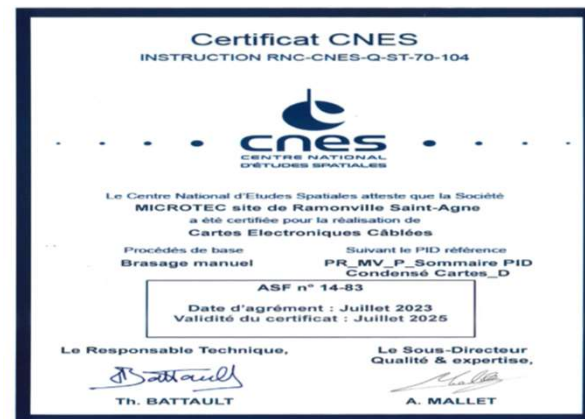 Certificat CNES
INSTRUCTION RNC-CNES-Q-ST-70-104
cnes
CENTRE NATIONAL
D'ÉTUDES SPATIALES
Le Centre National d'Etudes Spatiales atteste que la Société
MICROTEC site de Ramonville Saint-Agne
a été certifiée pour la réalisation de
Cartes Electroniques Câblées
Procédés de base
Suivant le PID référence
Brasage manuel
PR_MV_P_Sommaire PID
Condensé Cartes_D
ASF n° 14-83
Date d'agrément : Juillet 2023
Validité du certificat : Juillet 2025
Le Responsable Technique,
Le Sous-Directeur
Qualité & expertise,
Th. BATTAULT
A. MALLET